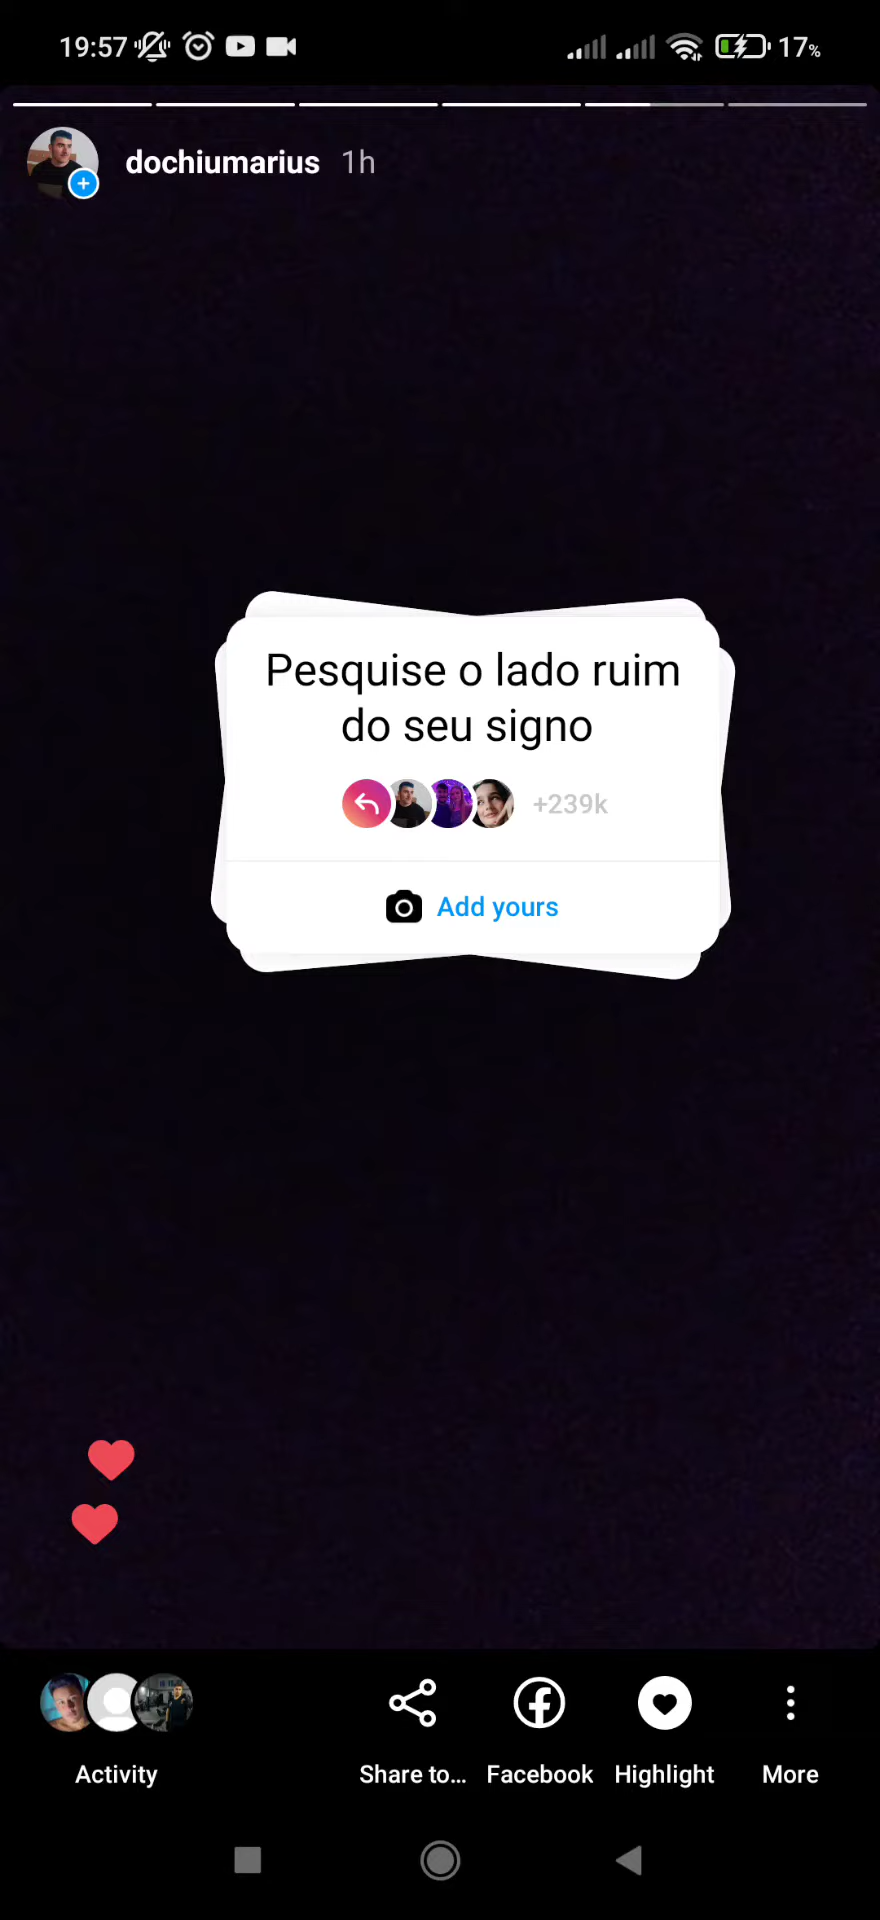 19:57 17%
dochiumarius 1h
Pesquise o lado ruim
do seu signo
+239k
Add yours
Activity Share to... Facebook Highlight More